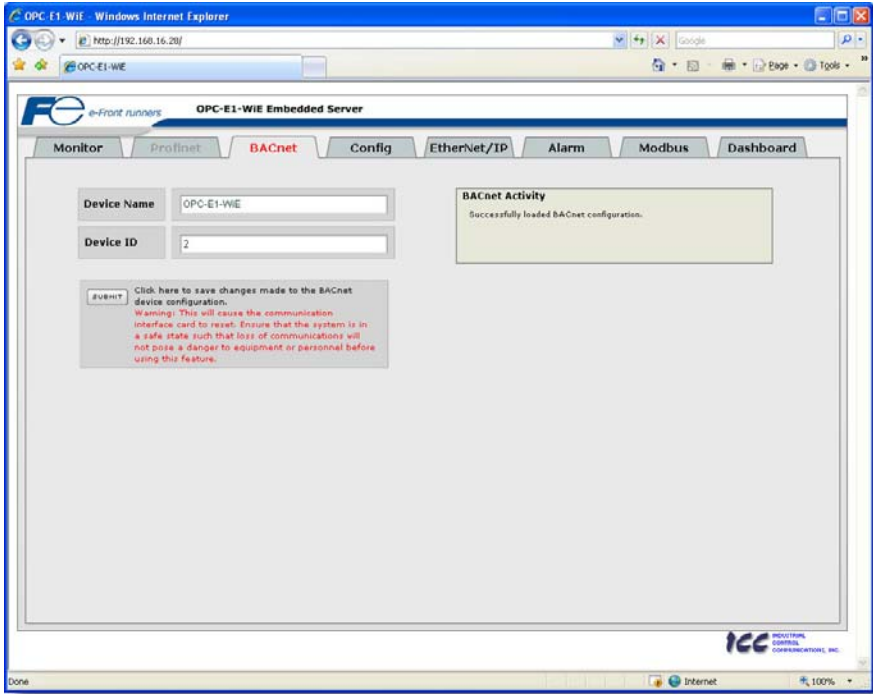 OPC-E1-WiE - Windows Internet Explorer
http://192.168.16.20/
Google
OPC-E1-WiE
Page
Tools
e-Front runners
OPC-E1-WiE Embedded Server
Monitor
Profinet
BACnet
Config
EtherNet/IP
Alarm
Modbus
Dashboard
Device Name
OPC-E1-WiE
BACnet Activity
Successfully loaded BACnet configuration.
Device ID
2
SUBMIT
Click here to save changes made to the BACnet
device configuration.
Warning: This will cause the communication
interface card to reset. Ensure that the system is in
a safe state such that loss of communications will
not pose a danger to equipment or personnel before
using this feature.
ICC
INDUSTRIAL
CONTROL
COMMUNICATIONS, INC.
Done
Internet
100%